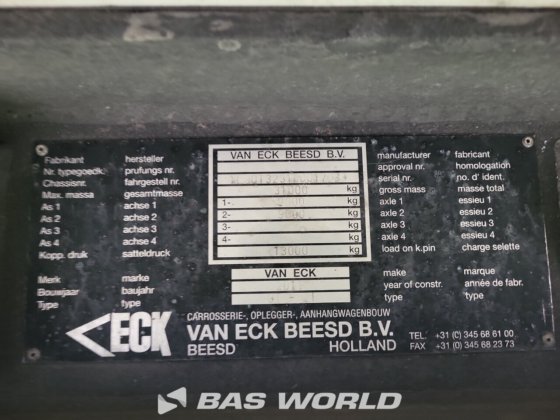 VAN ECK BEESD B.V.
Fabrikant hersteller manufacturer fabricant
Nr. typegoedk. prufungs nr. approval nr. homologation
Chassisnr. fahrgestell nr. serial nr. no. d' ident.
Max. massa gesamtmasse 31000 kg gross mass masse totale
As 1 achse 1 1- kg axle 1 essieu 1
As 2 achse 2 2- 9000 kg axle 2 essieu 2
As 3 achse 3 3- kg axle 3 essieu 3
As 4 achse 4 4- kg axle 4 essieu 4
Kopp. druk satteldruck 13000 kg load on k.pin charge selette
Merk marke VAN ECK make marque
Bouwjaar baujahr year of constr. année de fabr.
Type type type type
ECK
CARROSSERIE-, OPLEGGER-, AANHANGWAGENBOUW
VAN ECK BEESD B.V.
BEESD HOLLAND
TEL. +31 (0) 345 68 61 00
FAX +31 (0) 345 68 23 73
BAS WORLD